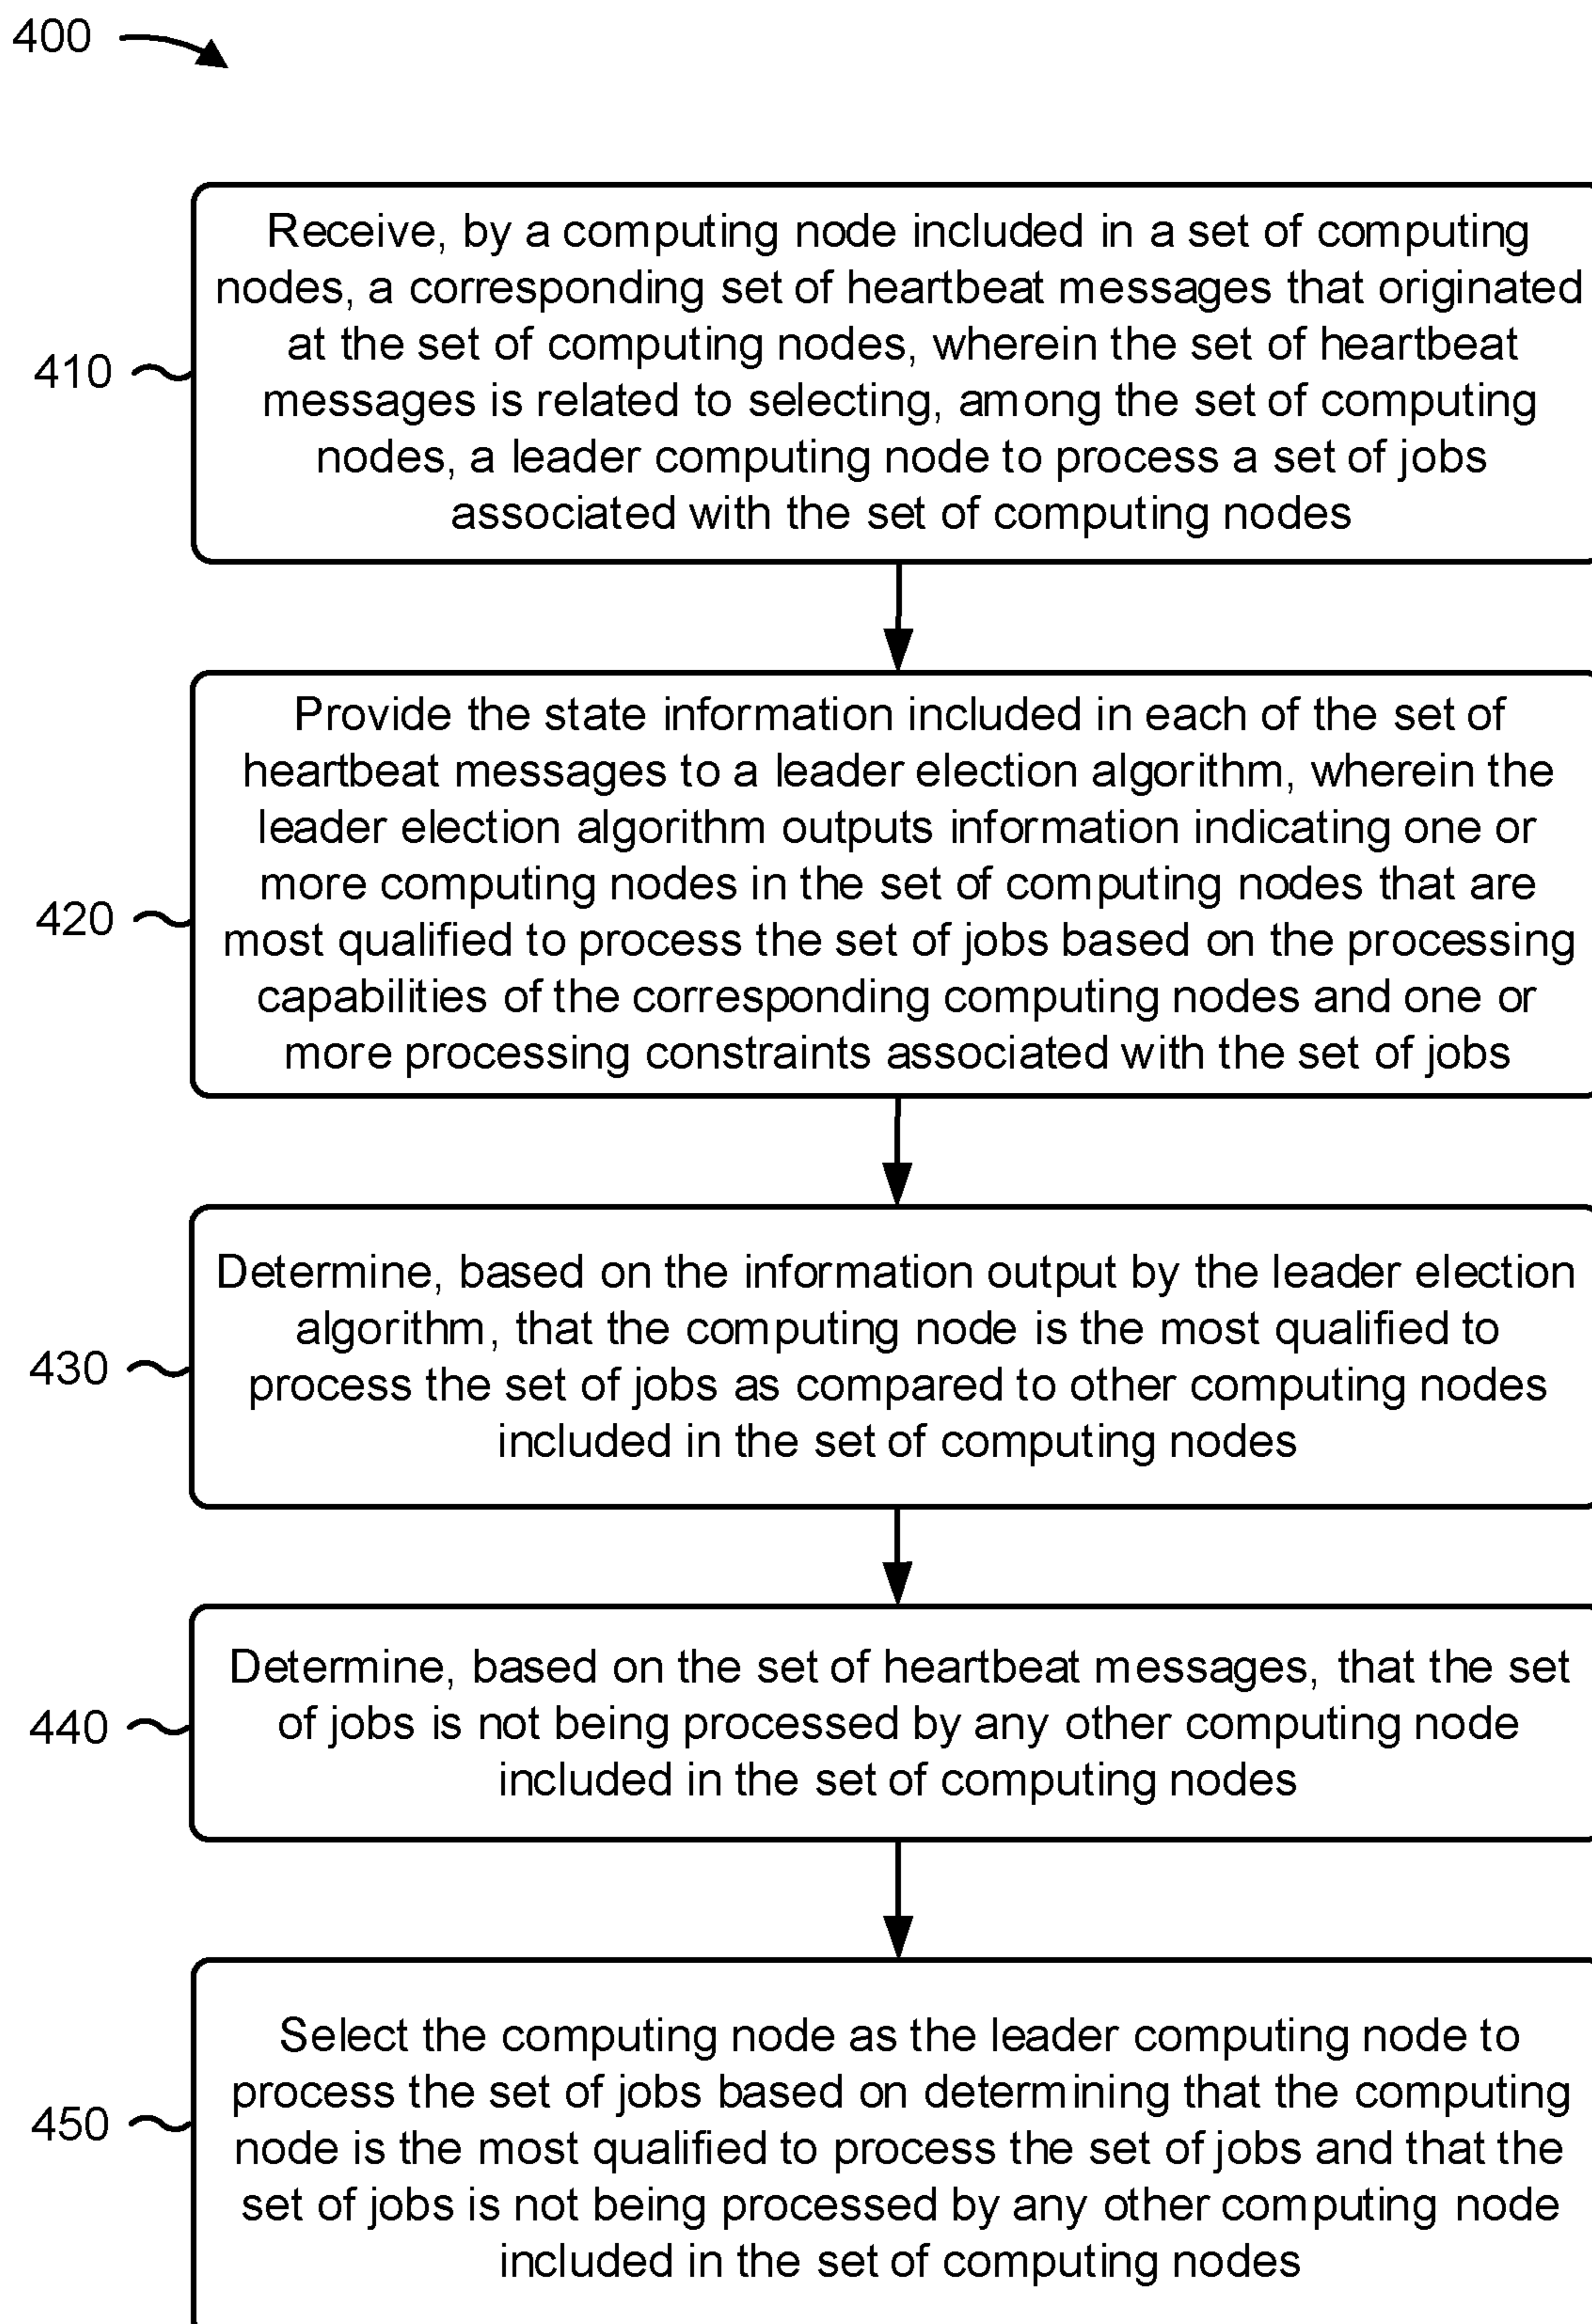 400
Receive, by a computing node included in a set of computing
nodes, a corresponding set of heartbeat messages that originated
at the set of computing nodes, wherein the set of heartbeat
messages is related to selecting, among the set of computing
nodes, a leader computing node to process a set of jobs
associated with the set of computing nodes
410
Provide the state information included in each of the set of
heartbeat messages to a leader election algorithm, wherein the
leader election algorithm outputs information indicating one or
more computing nodes in the set of computing nodes that are
most qualified to process the set of jobs based on the processing
capabilities of the corresponding computing nodes and one or
more processing constraints associated with the set of jobs
420
Determine, based on the information output by the leader election
algorithm, that the computing node is the most qualified to
process the set of jobs as compared to other computing nodes
included in the set of computing nodes
430
Determine, based on the set of heartbeat messages, that the set
of jobs is not being processed by any other computing node
included in the set of computing nodes
440
Select the computing node as the leader computing node to
process the set of jobs based on determining that the computing
node is the most qualified to process the set of jobs and that the
set of jobs is not being processed by any other computing node
included in the set of computing nodes
450